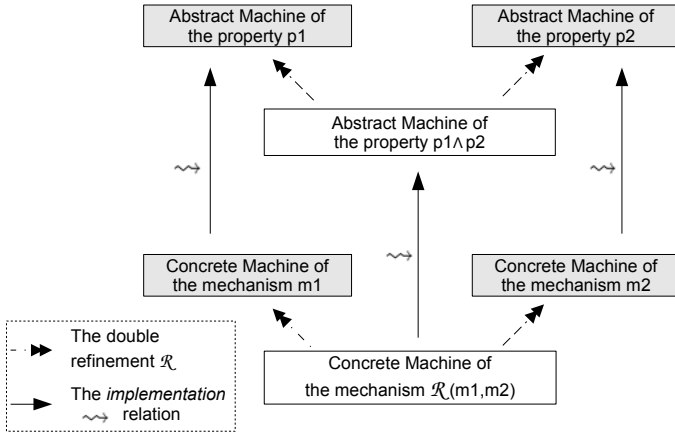 Abstract Machine of
the property p1
Abstract Machine of
the property p2
Abstract Machine of
the property p1∧p2
⇝
⇝
⇝
Concrete Machine of
the mechanism m1
Concrete Machine of
the mechanism m2
Concrete Machine of
the mechanism ℛ(m1,m2)
The double
refinement ℛ
The implementation
⇝ relation